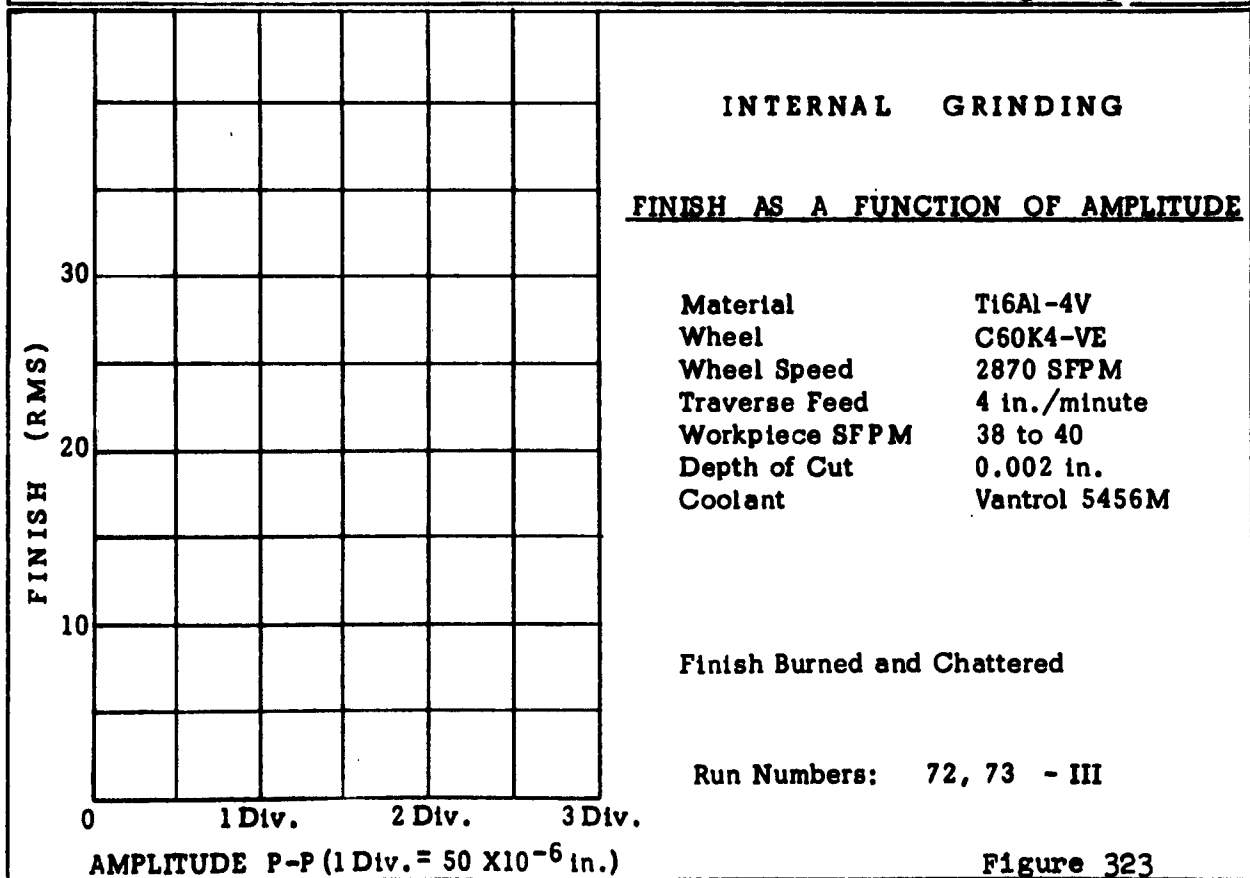 INTERNAL GRINDING
FINISH AS A FUNCTION OF AMPLITUDE
Material Ti6Al-4V
Wheel C60K4-VE
Wheel Speed 2870 SFPM
Traverse Feed 4 in./minute
Workpiece SFPM 38 to 40
Depth of Cut 0.002 in.
Coolant Vantrol 5456M
Finish Burned and Chattered
Run Numbers: 72, 73 - III
FINISH (RMS)
30
20
10
0 1 Div. 2 Div. 3 Div.
AMPLITUDE P-P (1 Div. = 50 X10⁻⁶ in.)
Figure 323